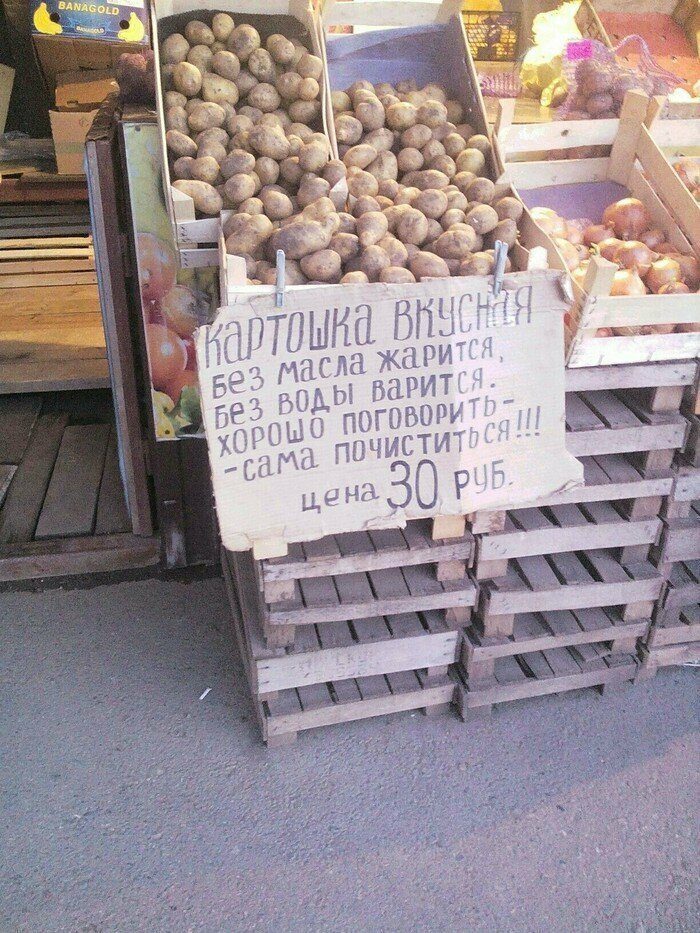 BANAGOLD
КАРТОШКА ВКУСНАЯ
БЕЗ МАСЛА ЖАРИТСЯ,
БЕЗ ВОДЫ ВАРИТСЯ.
ХОРОШО ПОГОВОРИТЬ-
-САМА ПОЧИСТИТЬСЯ!!!
ЦЕНА 30 РУБ.